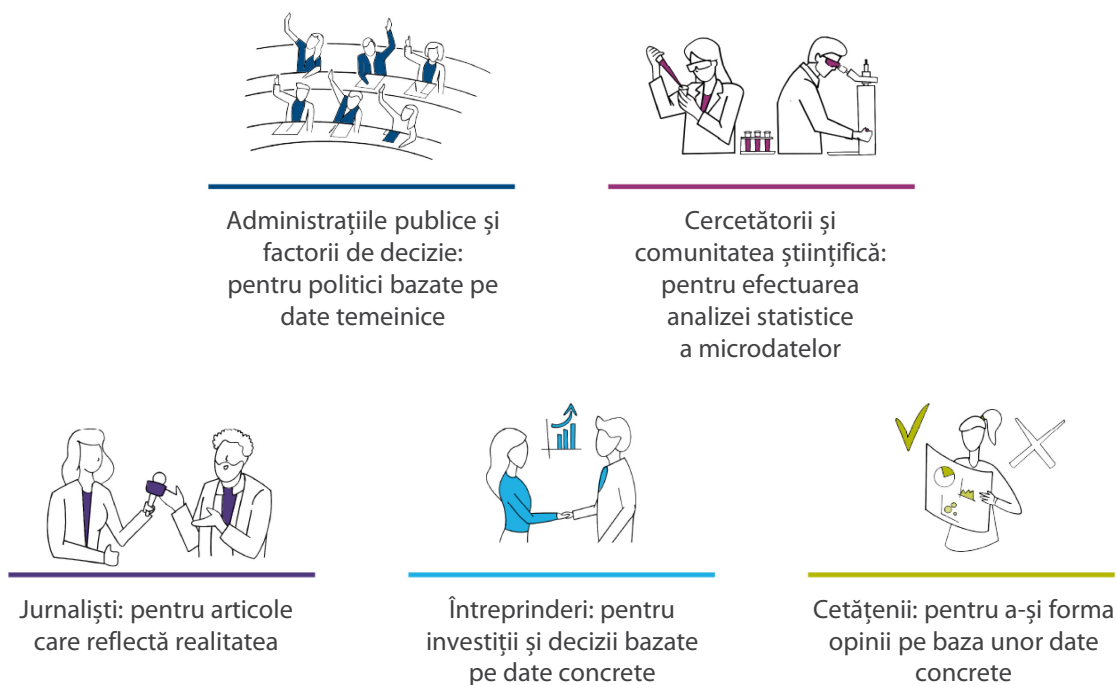 Administrațiile publice și
factorii de decizie:
pentru politici bazate pe
date temeinice
Cercetătorii și
comunitatea științifică:
pentru efectuarea
analizei statistice
a microdatelor
Jurnaliști: pentru articole
care reflectă realitatea
Întreprinderi: pentru
investiții și decizii bazate
pe date concrete
Cetățenii: pentru a-și forma
opinii pe baza unor date
concrete